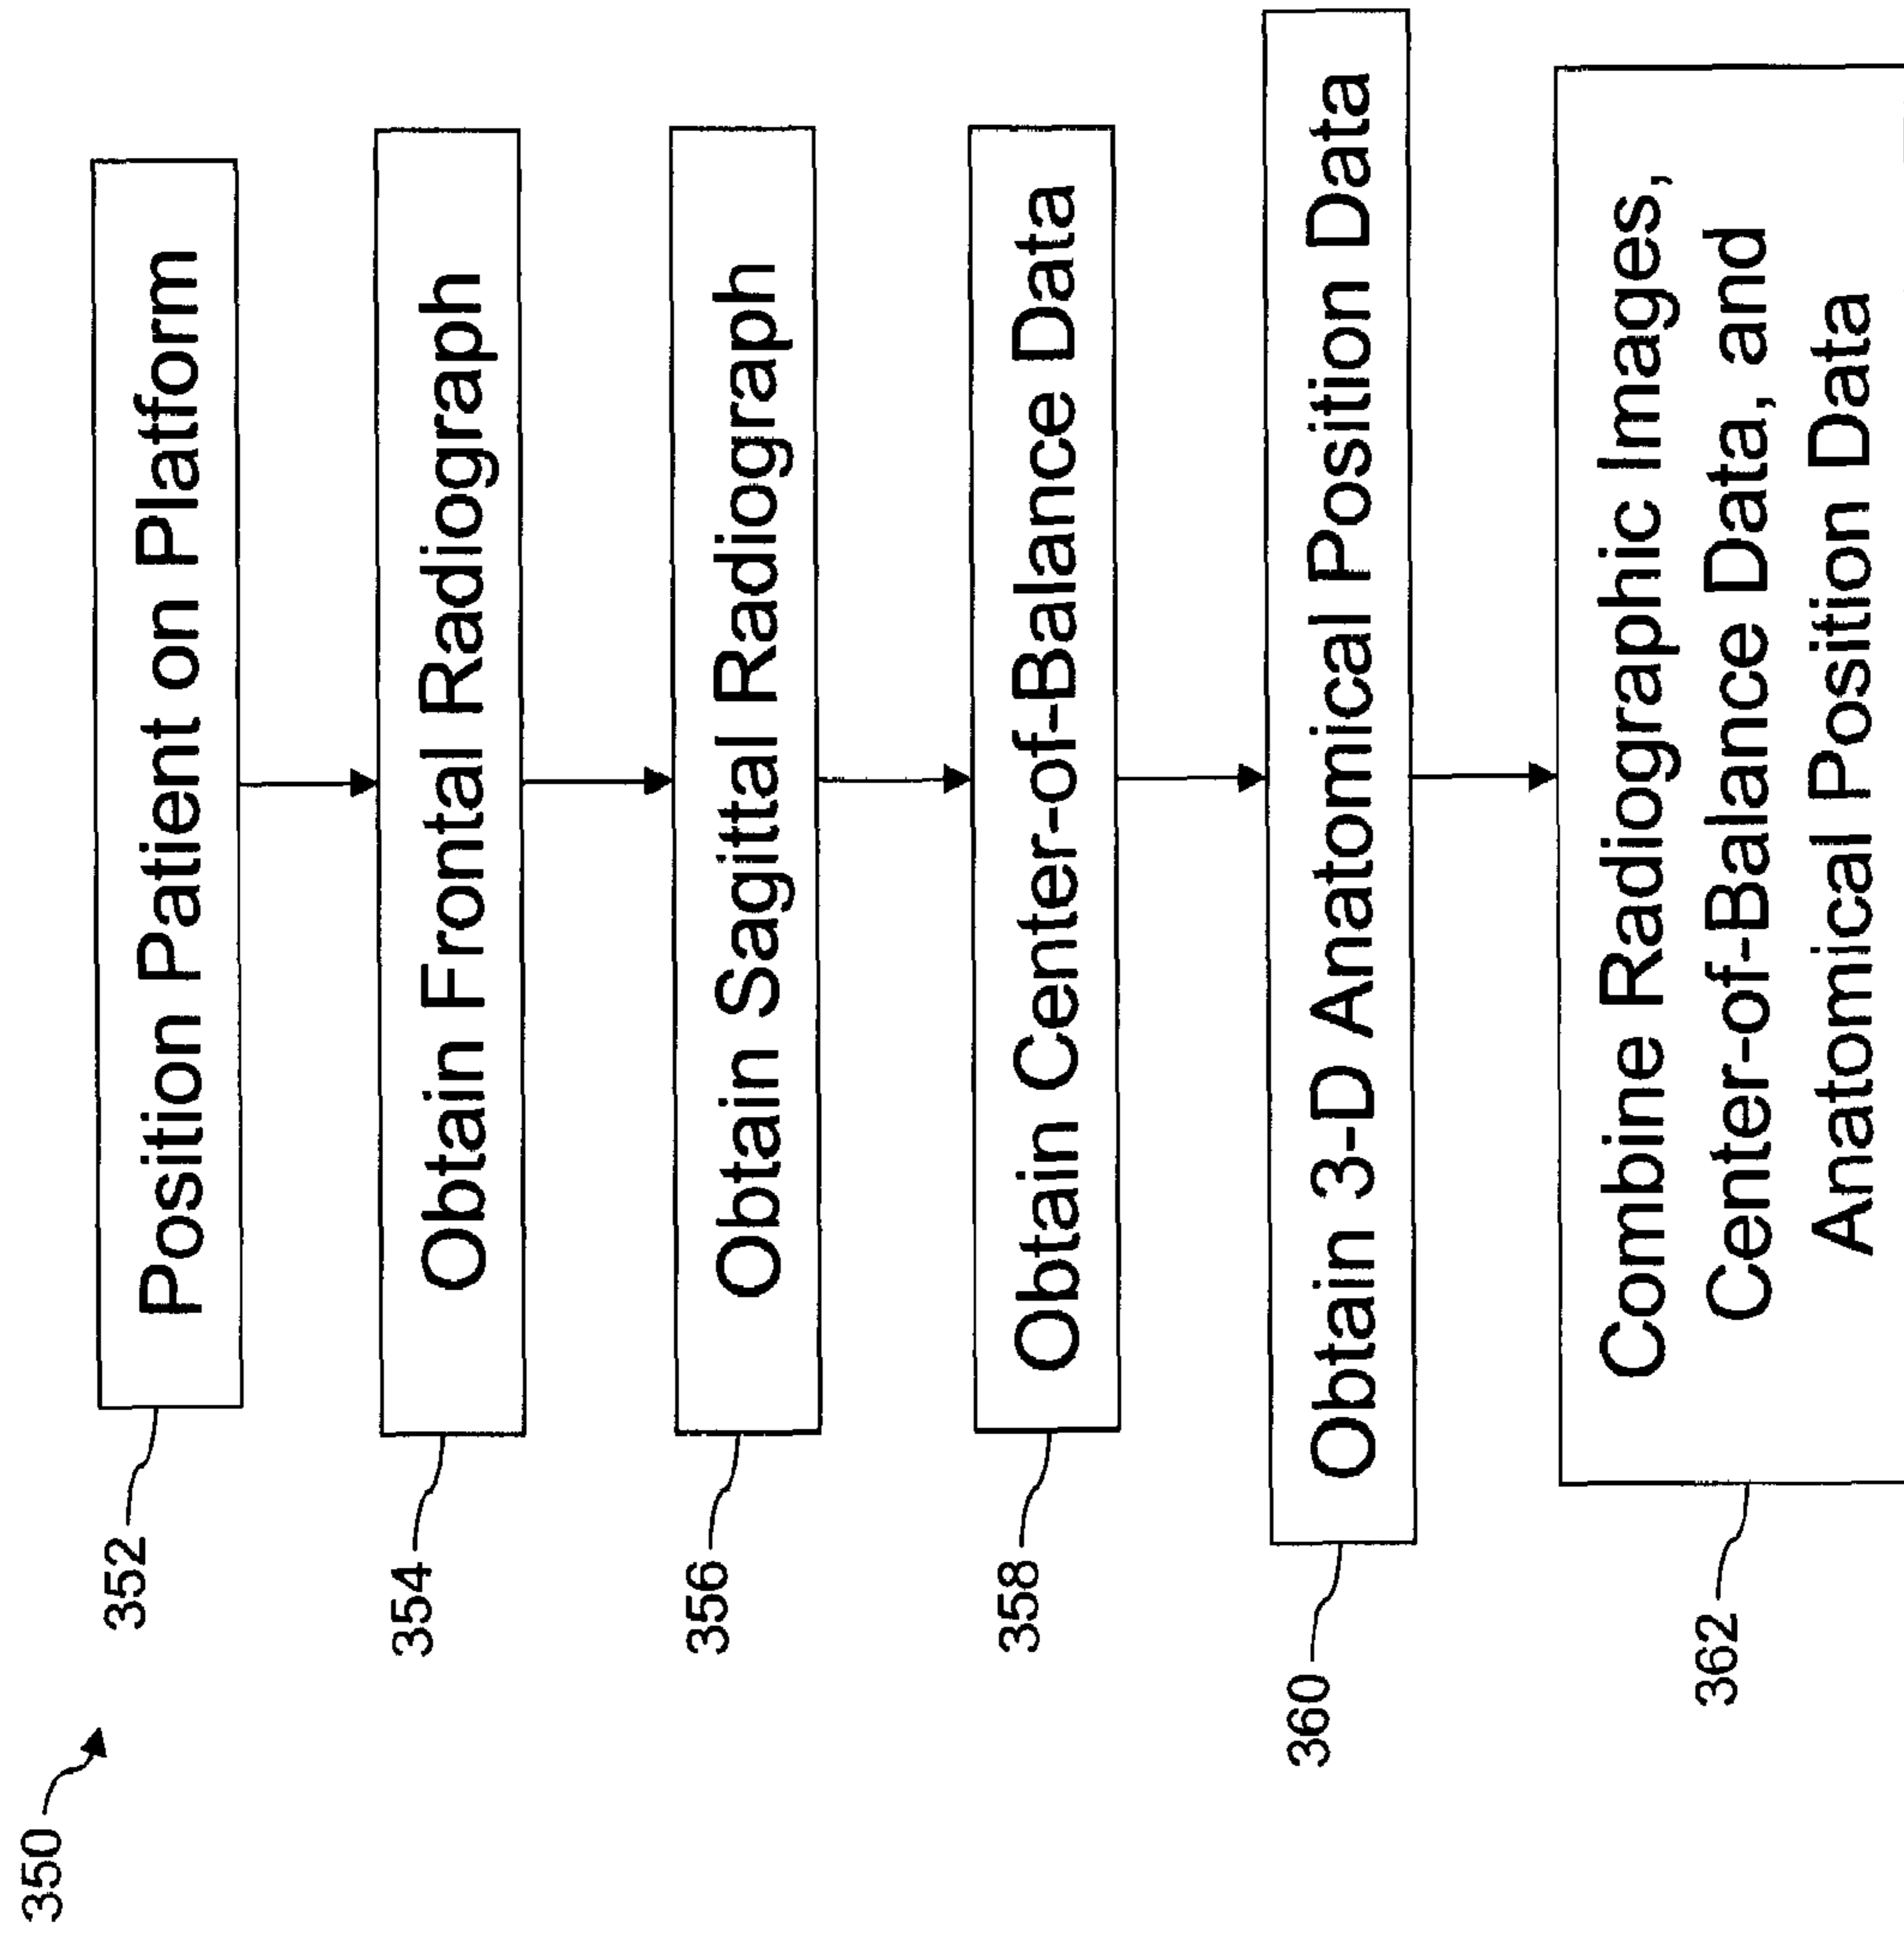 350
352
Position Patient on Platform
354
Obtain Frontal Radiograph
356
Obtain Sagittal Radiograph
358
Obtain Center-of-Balance Data
360
Obtain 3-D Anatomical Position Data
362
Combine Radiographic Images,
Center-of-Balance Data, and
Anatomical Position Data